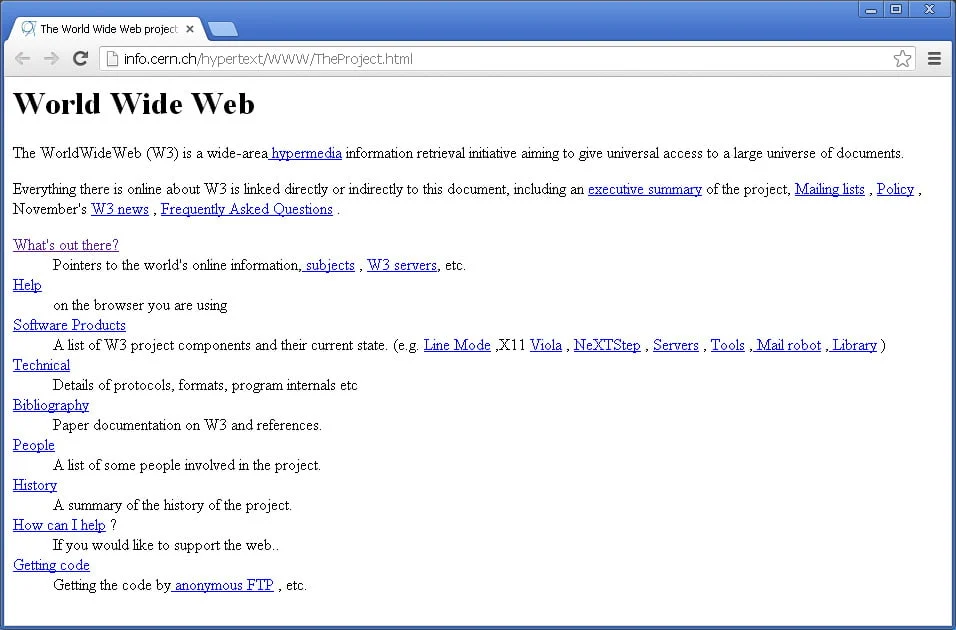 The World Wide Web project
info.cern.ch/hypertext/WWW/TheProject.html
World Wide Web
The WorldWideWeb (W3) is a wide-area hypermedia information retrieval initiative aiming to give universal access to a large universe of documents.
Everything there is online about W3 is linked directly or indirectly to this document, including an executive summary of the project, Mailing lists , Policy ,
November's W3 news , Frequently Asked Questions .
What's out there?
Pointers to the world's online information, subjects , W3 servers, etc.
Help
on the browser you are using
Software Products
A list of W3 project components and their current state. (e.g. Line Mode ,X11 Viola , NeXTStep , Servers , Tools , Mail robot , Library )
Technical
Details of protocols, formats, program internals etc
Bibliography
Paper documentation on W3 and references.
People
A list of some people involved in the project.
History
A summary of the history of the project.
How can I help ?
If you would like to support the web..
Getting code
Getting the code by anonymous FTP , etc.